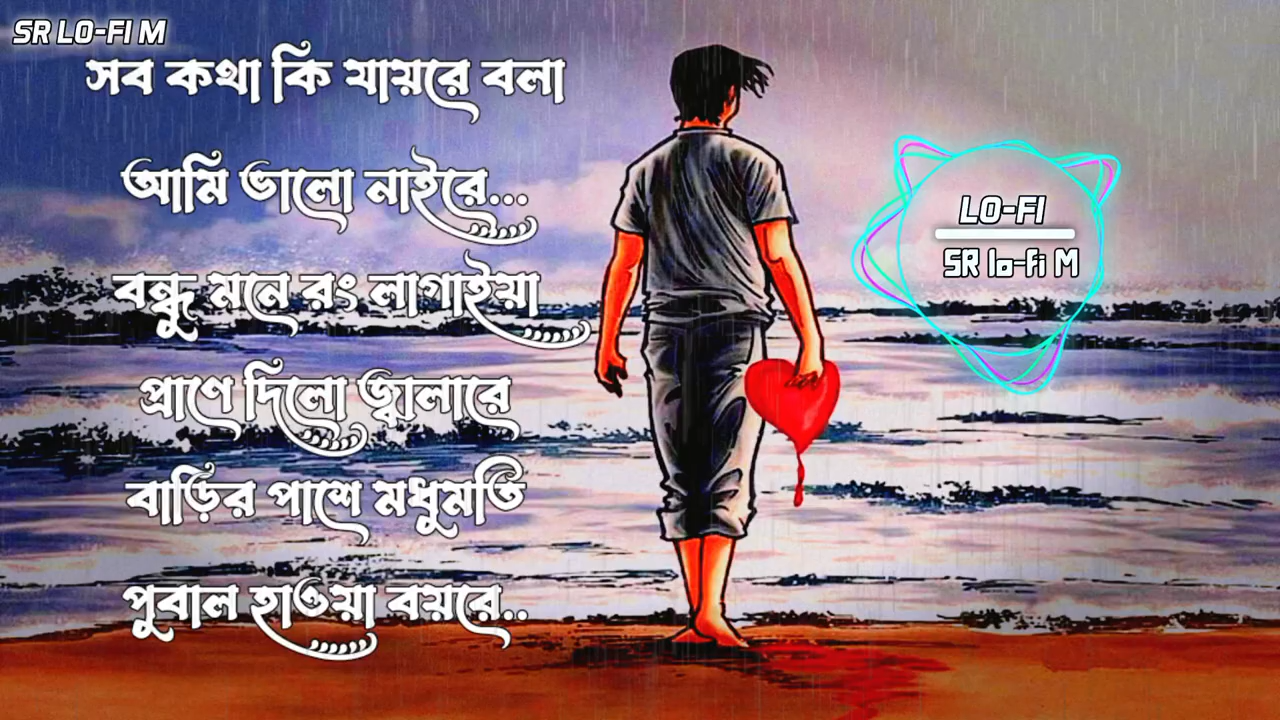 SR LO-FI M
সব কথা কি যায়রে বলা
আমি ভালো নাইরে...
বন্ধু মনে রং লাগাইয়া
প্রাণে দিলো জ্বালারে
বাড়ির পাশে মধুমতি
পুবাল হাওয়া বয়রে..
LO-FI
SR lo-fi M